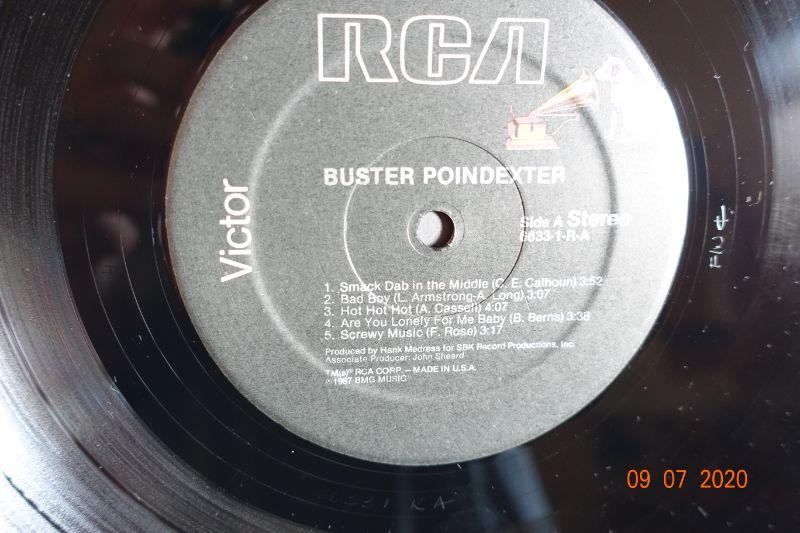 RCA
Victor
BUSTER POINDEXTER
Side A Stereo
6633-1-R-A
1. Smack Dab in the Middle (C. E. Calhoun) 3:52
2. Bad Boy (L. Armstrong-A. Long) 3:07
3. Hot Hot Hot (A. Cassell) 4:07
4. Are You Lonely For Me Baby (B. Berns) 3:38
5. Screwy Music (F. Rose) 3:17
Produced by Hank Medress for SBK Record Productions, Inc.
Associate Producer: John Sheard
TM(s)® RCA CORP.—MADE IN U.S.A.
℗1987 BMG MUSIC
09 07 2020